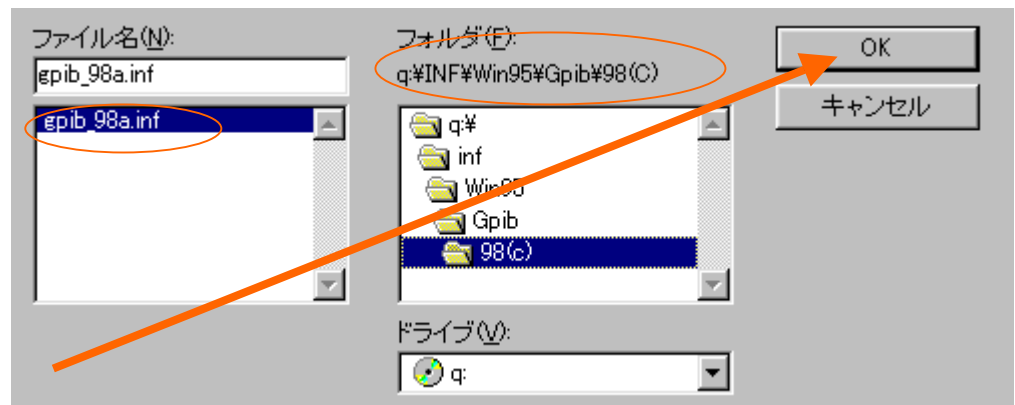 ファイル名(N):
gpib_98a.inf
gpib_98a.inf
フォルダ(F):
q:¥INF¥Win95¥Gpib¥98(C)
q:¥
inf
Win95
Gpib
98(c)
ドライブ(V):
q:
OK
キャンセル